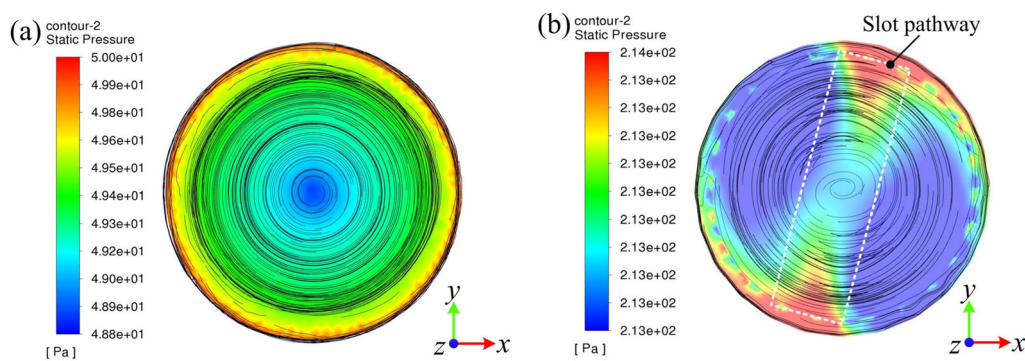 (a)
contour-2
Static Pressure
5.00e+01
4.99e+01
4.98e+01
4.96e+01
4.95e+01
4.94e+01
4.93e+01
4.92e+01
4.90e+01
4.89e+01
4.88e+01
[ Pa ]
y
z
x
(b)
contour-2
Static Pressure
Slot pathway
2.14e+02
2.13e+02
2.13e+02
2.13e+02
2.13e+02
2.13e+02
2.13e+02
2.13e+02
2.13e+02
2.13e+02
2.13e+02
[ Pa ]
y
z
x